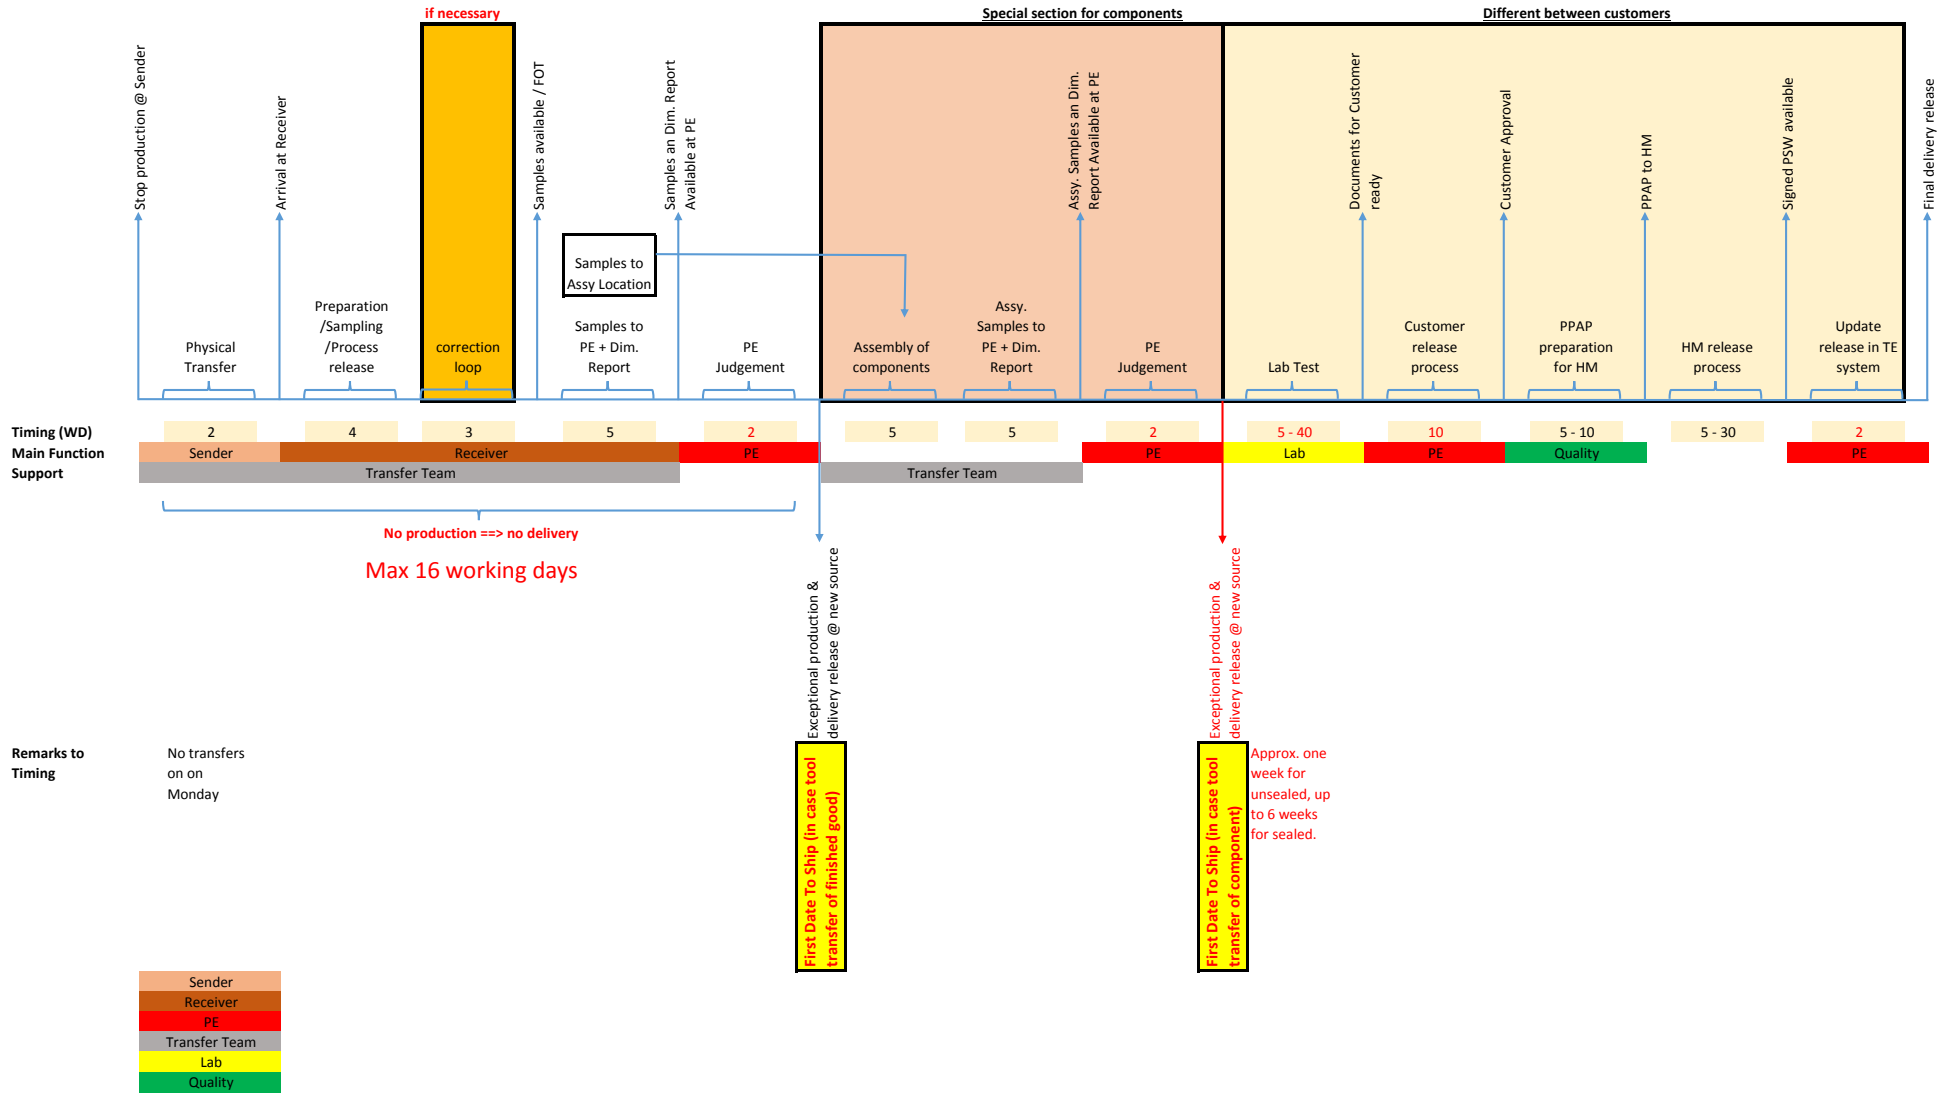 if necessary
Special section for components
Different between customers
Stop production @ Sender
Arrival at Receiver
Samples available / FOT
Samples an Dim. Report
Available at PE
Assy. Samples an Dim.
Report Available at PE
Documents for Customer
ready
Customer Approval
PPAP to HM
Signed PSW available
Final delivery release
Samples to
Assy Location
Physical
Transfer
Preparation
/Sampling
/Process
release
correction
loop
Samples to
PE + Dim.
Report
PE
Judgement
Assembly of
components
Assy.
Samples to
PE + Dim.
Report
PE
Judgement
Lab Test
Customer
release
process
PPAP
preparation
for HM
HM release
process
Update
release in TE
system
Timing (WD)
2
4
3
5
2
5
5
2
5 - 40
10
5 - 10
5 - 30
2
Main Function
Sender
Receiver
PE
PE
Lab
PE
Quality
PE
Support
Transfer Team
Transfer Team
No production ==> no delivery
Max 16 working days
Exceptional production &
delivery release @ new source
Exceptional production &
delivery release @ new source
Remarks to
Timing
No transfers
on on
Monday
First Date To Ship (in case tool
transfer of finished good)
First Date To Ship (in case tool
transfer of component)
Approx. one
week for
unsealed, up
to 6 weeks
for sealed.
Sender
Receiver
PE
Transfer Team
Lab
Quality